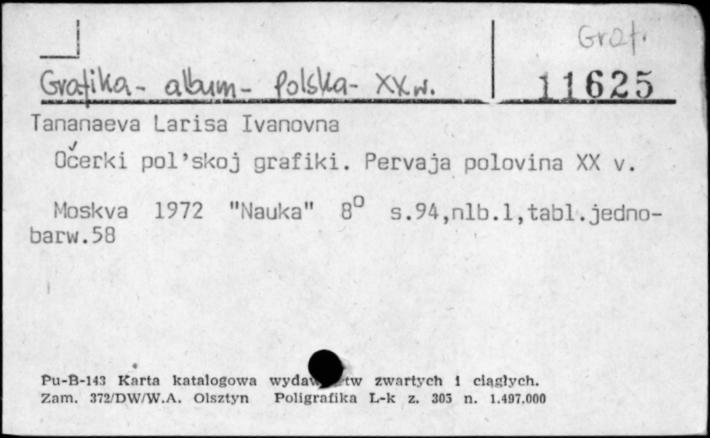 Graf.
Grafika - album - Polska - XX w.
11625
Tananaeva Larisa Ivanovna
Očerki pol'skoj grafiki. Pervaja polovina XX v.
Moskva 1972 "Nauka" 8° s.94,nlb.1,tabl.jedno-
barw.58
Pu-B-143 Karta katalogowa wydaw tw zwartych i ciągłych.
Zam. 372/DW/W.A. Olsztyn Poligrafika L-k z. 305 n. 1.497.000